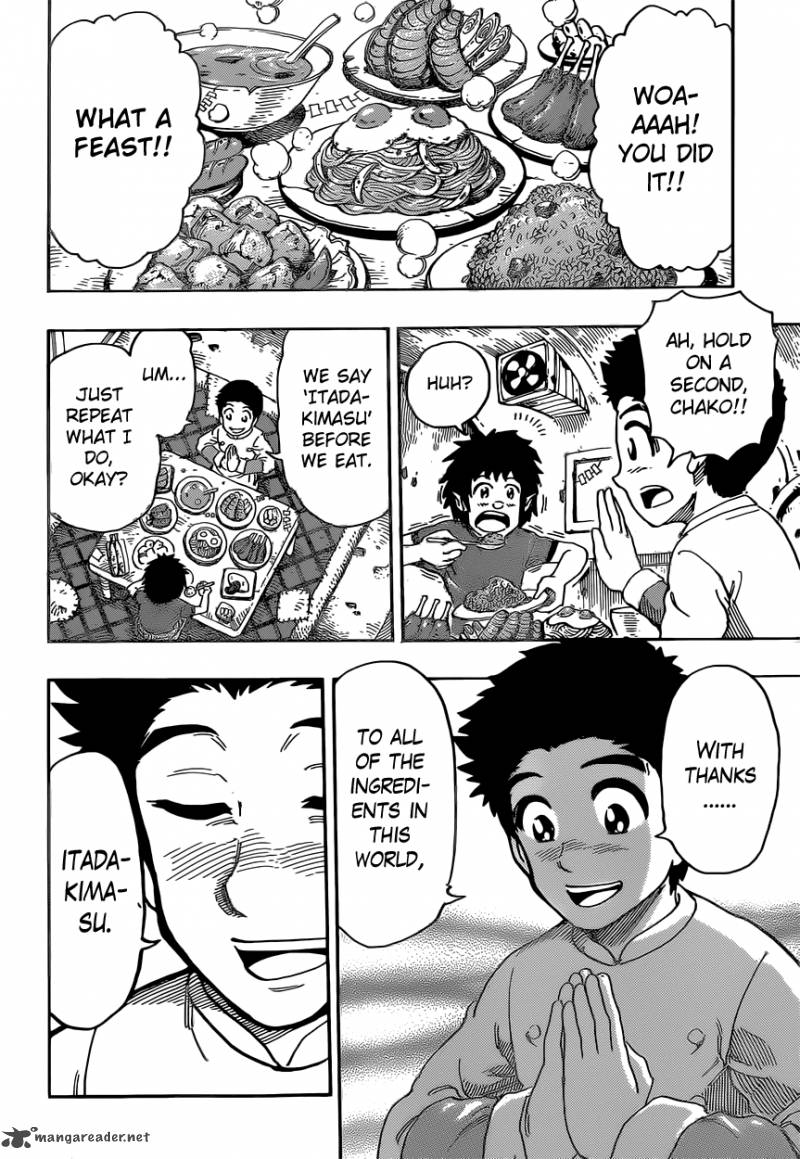 WOA-
AAAH!
YOU DID
IT!!
WHAT A
FEAST!!
AH, HOLD
ON A
SECOND,
CHAKO!!
HUH?
WE SAY
'ITADA-
KIMASU'
BEFORE
WE EAT.
UM...
JUST
REPEAT
WHAT I
DO,
OKAY?
WITH
THANKS
......
TO ALL
OF THE
INGREDI-
ENTS IN
THIS
WORLD,
ITADA-
KIMA-
SU.
mangareader.net